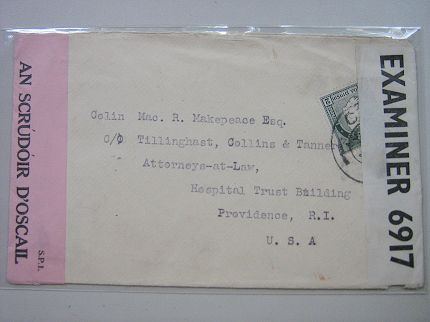 AN SCRÚDÓIR D'OSCAIL
S.P.I.
Colin Mac. R. Makepeace Esq.
C/O Tillinghast, Collins & Tanner
Attorneys-at-Law,
Hospital Trust Building
Providence, R.I.
U. S. A
EXAMINER 6917